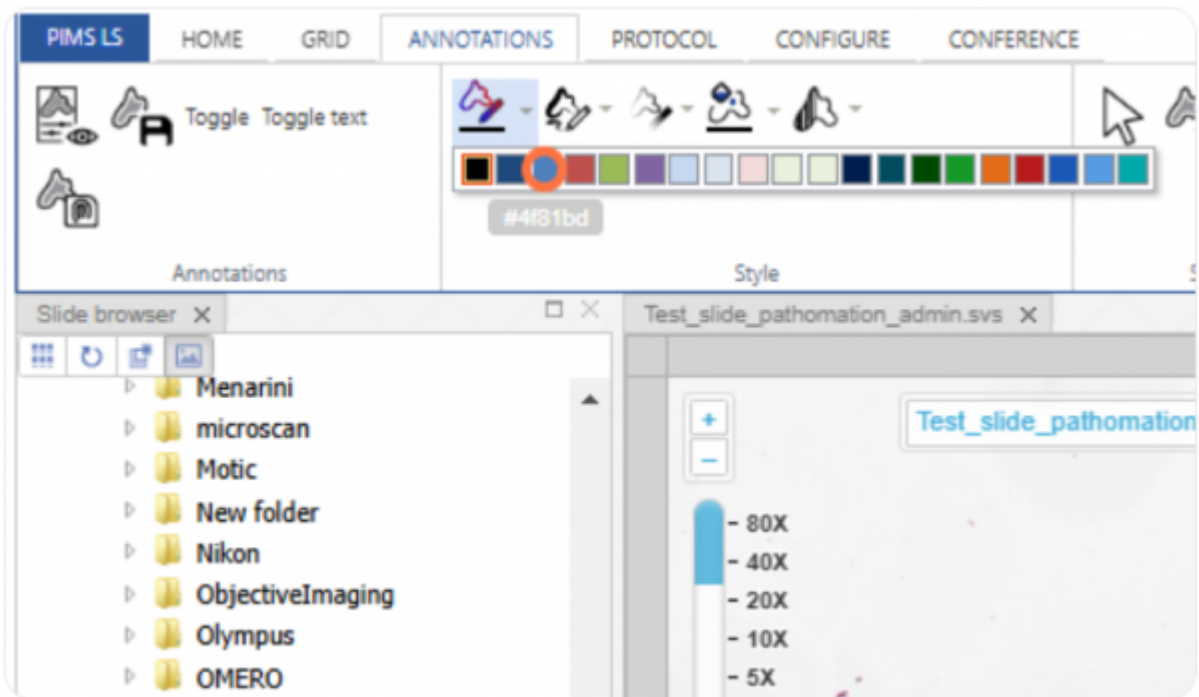 PIMS LS HOME GRID ANNOTATIONS PROTOCOL CONFIGURE CONFERENCE
Toggle Toggle text
#4f81bd
Annotations Style
Slide browser Test_slide_pathomation_admin.svs
Menarini
microscan
Motic
New folder
Nikon
ObjectiveImaging
Olympus
OMERO
Test_slide_pathomation
- 80X
- 40X
- 20X
- 10X
- 5X